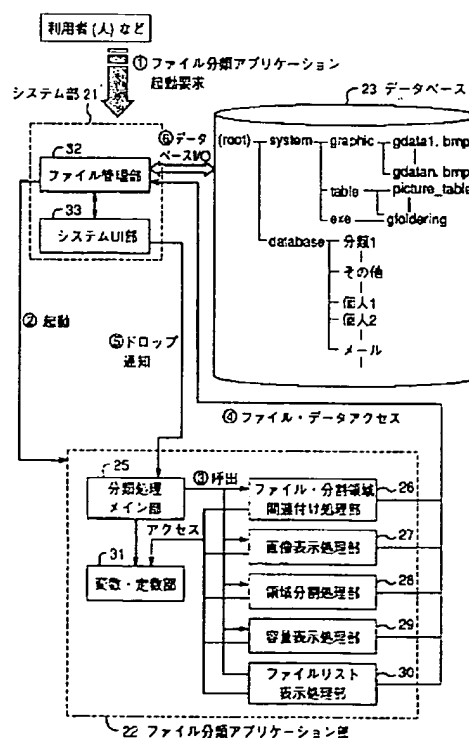 利用者(人)など
①ファイル分類アプリケーション
起動要求
システム部 21
32
ファイル管理部
33
システムUI部
⑥データ
ベースI/O
23 データベース
(root) system graphic gdata1.bmp
gdatan.bmp
table picture_table
exe gfoldering
database 分類1
その他
個人1
個人2
メール
②起動
⑤ドロップ
通知
④ファイル・データアクセス
25
分類処理
メイン部
③呼出
アクセス
31
変数・定数部
ファイル・分割領域
関連付け処理部
26
画像表示処理部
27
領域分割処理部
28
容量表示処理部
29
ファイルリスト
表示処理部
30
22 ファイル分類アプリケーション部